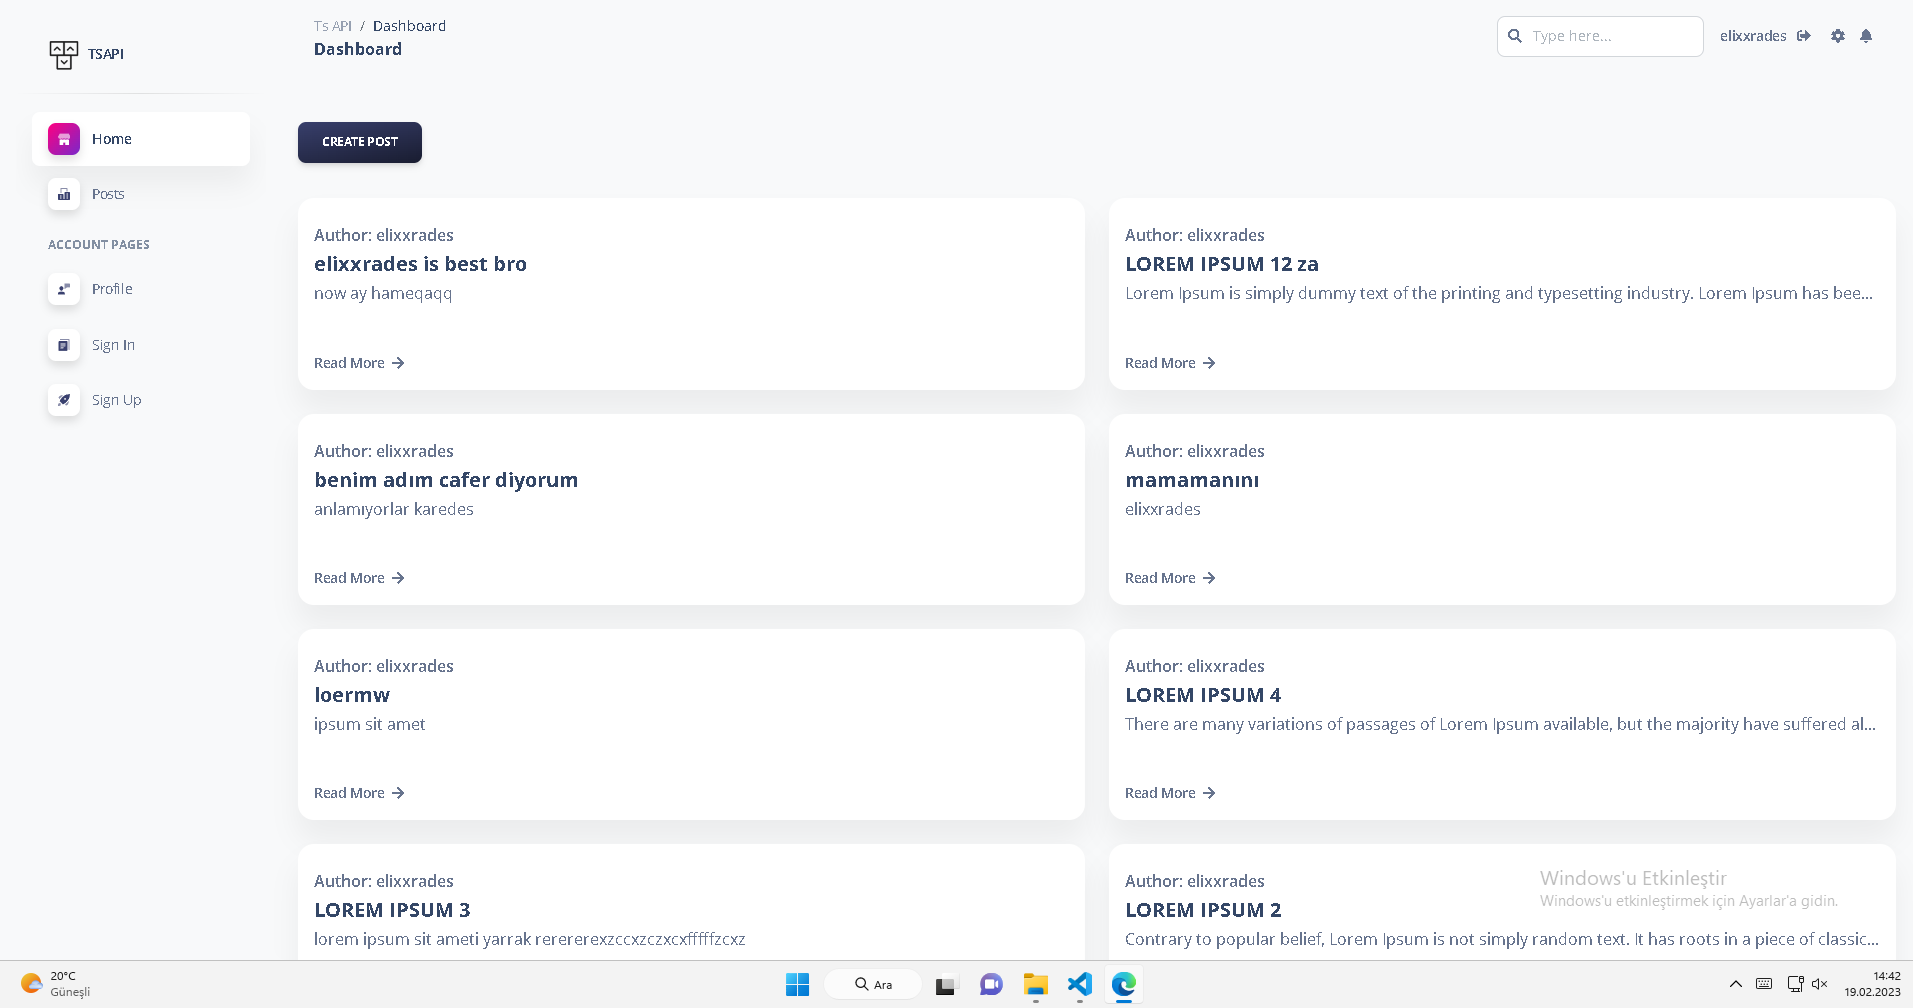 TSAPI
Home
Posts
ACCOUNT PAGES
Profile
Sign In
Sign Up
Ts API / Dashboard
Dashboard
Type here...
elixxrades
CREATE POST
Author: elixxrades
elixxrades is best bro
now ay hameqaqq
Read More
Author: elixxrades
LOREM IPSUM 12 za
Lorem Ipsum is simply dummy text of the printing and typesetting industry. Lorem Ipsum has bee...
Read More
Author: elixxrades
benim adım cafer diyorum
anlamıyorlar karedes
Read More
Author: elixxrades
mamamanını
elixxrades
Read More
Author: elixxrades
loermw
ipsum sit amet
Read More
Author: elixxrades
LOREM IPSUM 4
There are many variations of passages of Lorem Ipsum available, but the majority have suffered al...
Read More
Author: elixxrades
LOREM IPSUM 3
lorem ipsum sit ameti yarrak rerererexzccxzczxcxfffffzcxz
Author: elixxrades
LOREM IPSUM 2
Contrary to popular belief, Lorem Ipsum is not simply random text. It has roots in a piece of classic...
Windows'u Etkinleştir
Windows'u etkinleştirmek için Ayarlar'a gidin.
20°C
Güneşli
Ara
14:42
19.02.2023